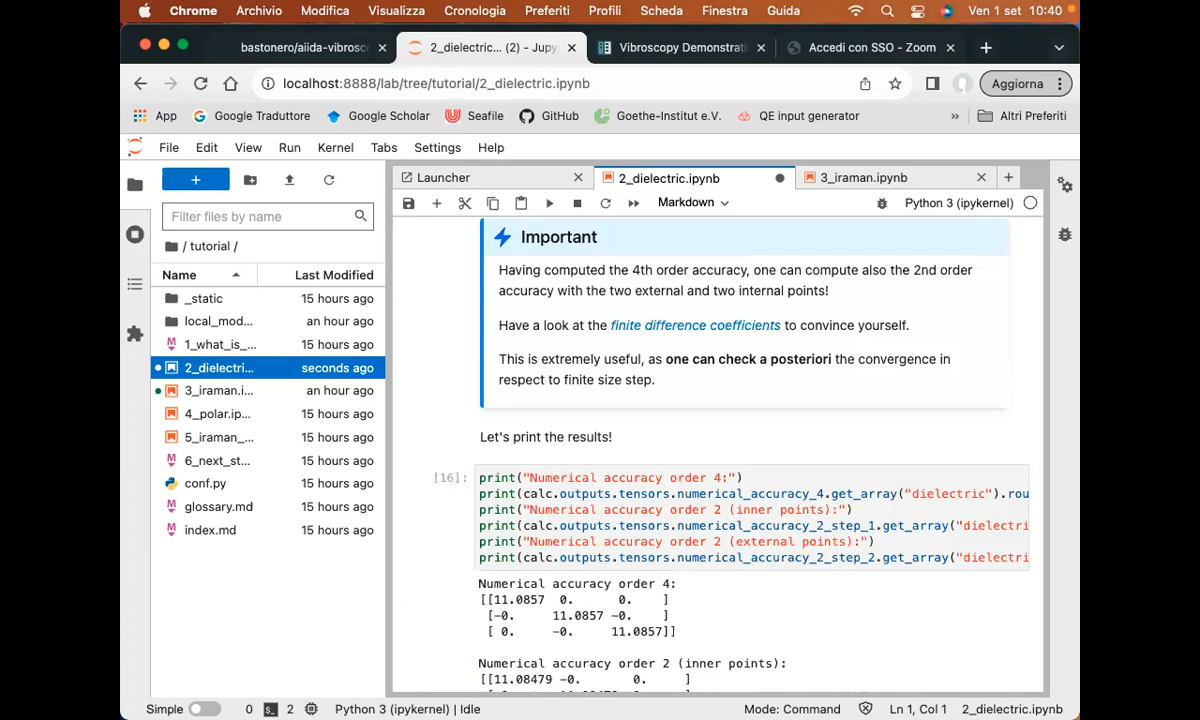 Chrome Archivio Modifica Visualizza Cronologia Preferiti Profili Scheda Finestra Guida Ven 1 set 10:40
bastonero/aiida-vibrosco 2_dielectric... (2) - Jupy Vibroscopy Demonstrati Accedi con SSO - Zoom
localhost:8888/lab/tree/tutorial/2_dielectric.ipynb Aggiorna
App Google Traduttore Google Scholar Seafile GitHub Goethe-Institut e.V. QE input generator » Altri Preferiti
File Edit View Run Kernel Tabs Settings Help
Launcher 2_dielectric.ipynb 3_iraman.ipynb
Filter files by name
Markdown Python 3 (ipykernel)
/ tutorial /
Name Last Modified
_static 15 hours ago
local_mod... an hour ago
1_what_is_... 15 hours ago
2_dielectri... seconds ago
3_iraman.i... an hour ago
4_polar.ip... 15 hours ago
5_iraman_... 15 hours ago
6_next_st... 15 hours ago
conf.py 15 hours ago
glossary.md 15 hours ago
index.md 15 hours ago
Important
Having computed the 4th order accuracy, one can compute also the 2nd order
accuracy with the two external and two internal points!
Have a look at the finite difference coefficients to convince yourself.
This is extremely useful, as one can check a posteriori the convergence in
respect to finite size step.
Let's print the results!
[16]: print("Numerical accuracy order 4:")
print(calc.outputs.tensors.numerical_accuracy_4.get_array("dielectric").rou
print("Numerical accuracy order 2 (inner points):")
print(calc.outputs.tensors.numerical_accuracy_2_step_1.get_array("dielectri
print("Numerical accuracy order 2 (external points):")
print(calc.outputs.tensors.numerical_accuracy_2_step_2.get_array("dielectri
Numerical accuracy order 4:
[[11.0857 0. 0. ]
[-0. 11.0857 -0. ]
[ 0. -0. 11.0857]]
Numerical accuracy order 2 (inner points):
[[11.08479 -0. 0. ]
Simple 0 2 Python 3 (ipykernel) | Idle Mode: Command Ln 1, Col 1 2_dielectric.ipynb